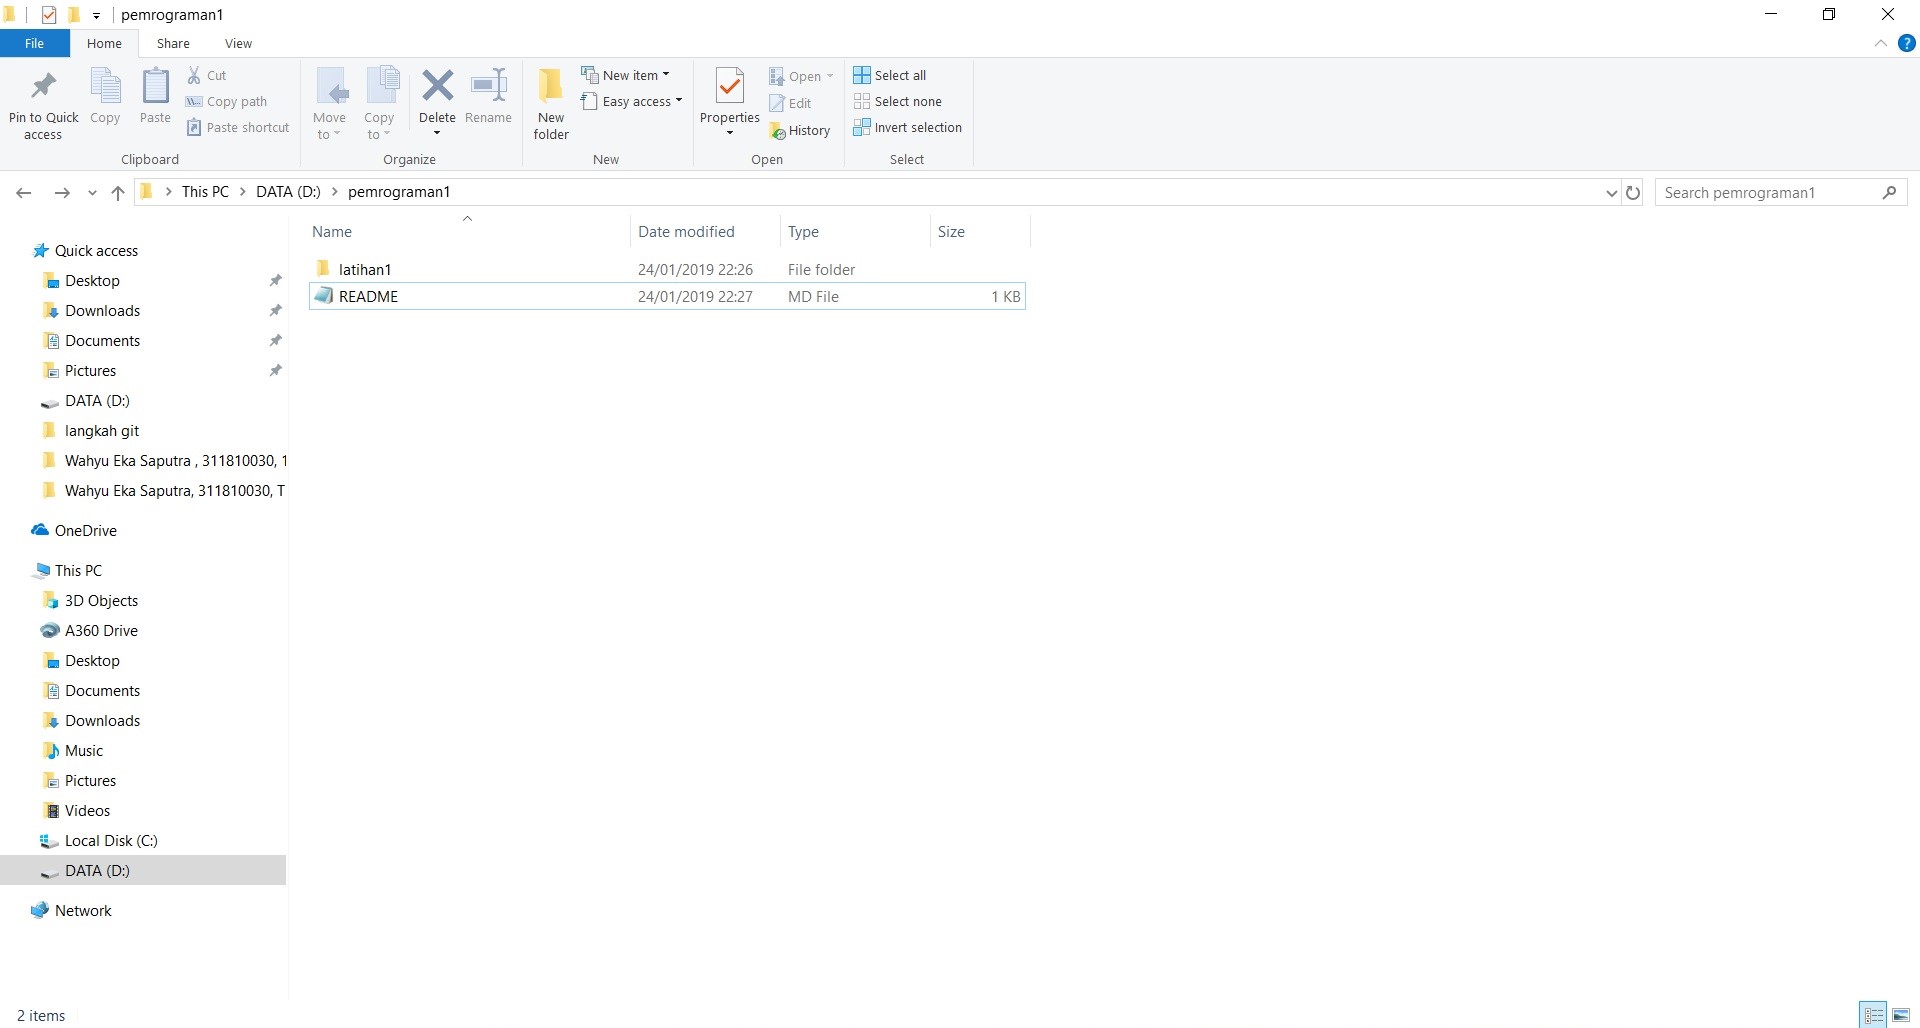 pemrograman1
File Home Share View
Pin to Quick access
Copy
Paste
Cut
Copy path
Paste shortcut
Clipboard
Move to
Copy to
Delete
Rename
Organize
New folder
New item
Easy access
New
Properties
Open
Edit
History
Open
Select all
Select none
Invert selection
Select
This PC > DATA (D:) > pemrograman1
Search pemrograman1
Name Date modified Type Size
latihan1 24/01/2019 22:26 File folder
README 24/01/2019 22:27 MD File 1 KB
Quick access
Desktop
Downloads
Documents
Pictures
DATA (D:)
langkah git
Wahyu Eka Saputra , 311810030, 1
Wahyu Eka Saputra, 311810030, T
OneDrive
This PC
3D Objects
A360 Drive
Desktop
Documents
Downloads
Music
Pictures
Videos
Local Disk (C:)
DATA (D:)
Network
2 items